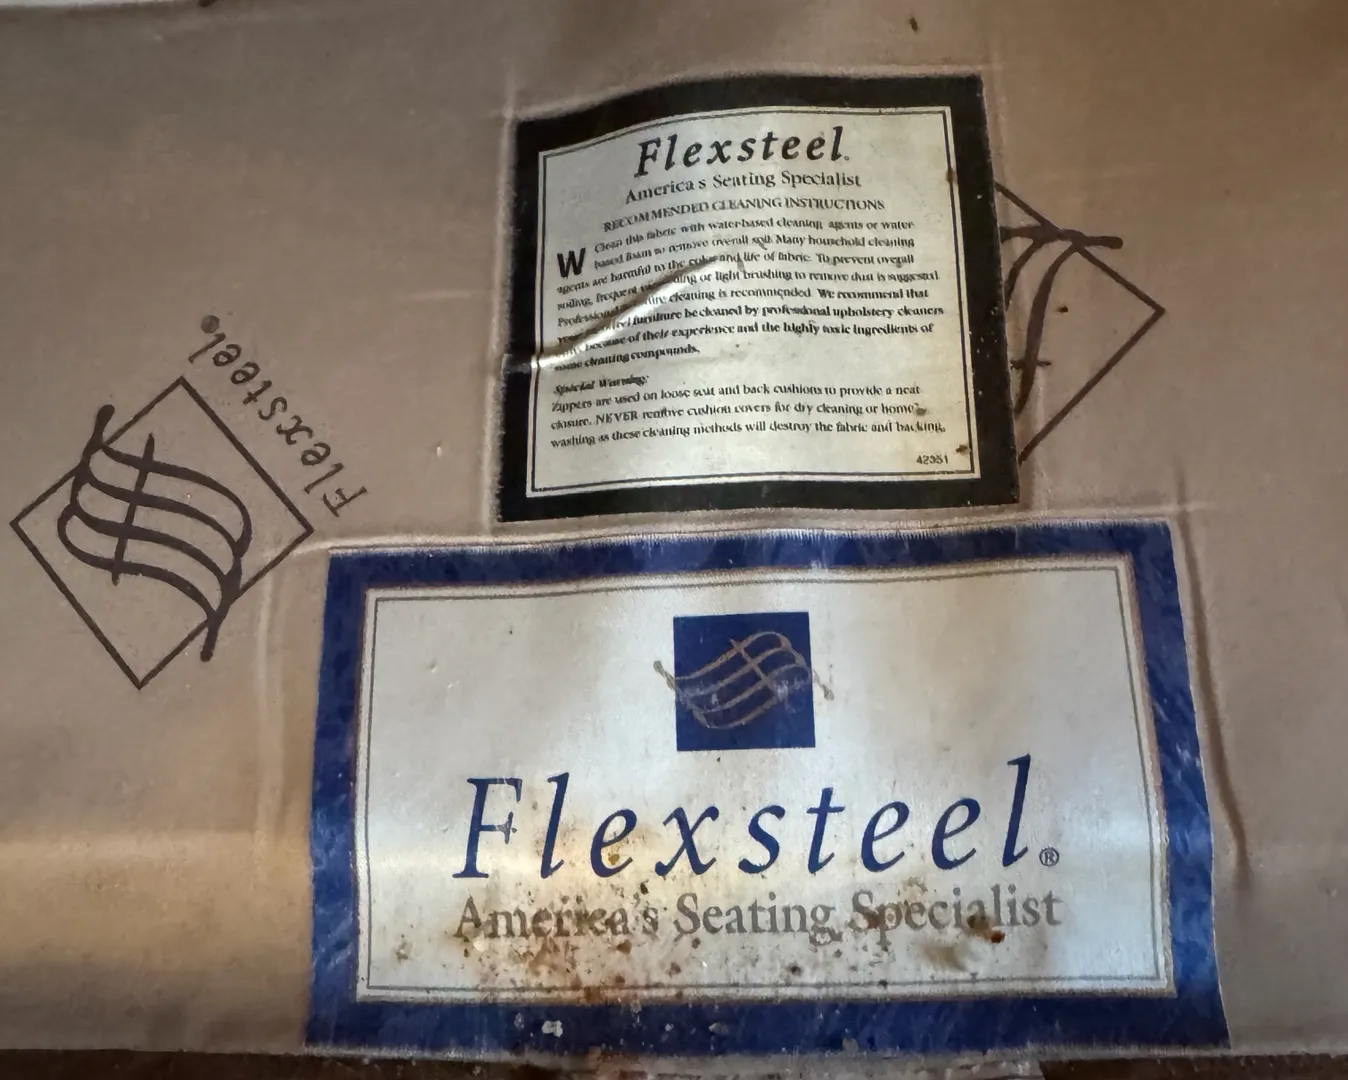 Flexsteel.
America's Seating Specialist
RECOMMENDED CLEANING INSTRUCTIONS
W
Clean this fabric with water-based cleaning agents or water-
based foam to remove overall soil. Many household cleaning
agents are harmful to the color and life of fabric. To prevent overall
soiling, frequent or light brushing to remove dust is suggested.
Professional cleaning is recommended. We recommend that
furniture be cleaned by professional upholstery cleaners
because of their experience and the highly toxic ingredients of
some cleaning compounds.
Special Warning:
Zippers are used on loose seat and back cushions to provide a neat
closure. NEVER remove cushion covers for dry cleaning or home
washing as these cleaning methods will destroy the fabric and backing.
42351
Flexsteel®
Flexsteel®
America's Seating Specialist